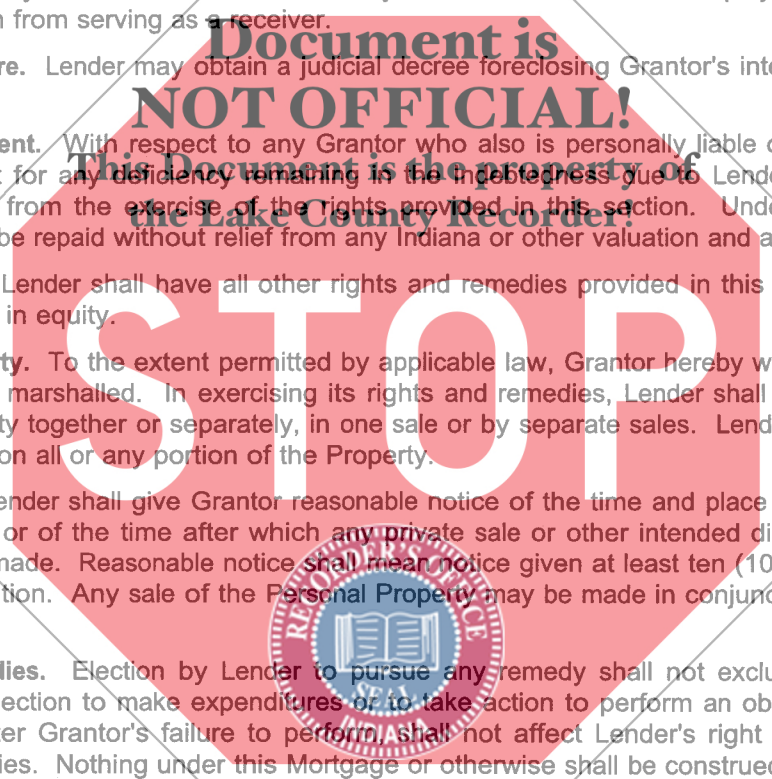 n from serving as a receiver.
Document is
re. Lender may obtain a judicial decree foreclosing Grantor's inte
NOT OFFICIAL!
ent. With respect to any Grantor who also is personally liable
This Document is the property of
t for any deficiency remaining in the Indebtedness due to Lende
from the exercise of the rights provided in this section. Unde
the Lake County Recorder!
be repaid without relief from any Indiana or other valuation and a
Lender shall have all other rights and remedies provided in this
in equity.
STOP
ty. To the extent permitted by applicable law, Grantor hereby w
marshalled. In exercising its rights and remedies, Lender shall
ty together or separately, in one sale or by separate sales. Lend
on all or any portion of the Property.
ender shall give Grantor reasonable notice of the time and place
or of the time after which any private sale or other intended di
made. Reasonable notice shall mean notice given at least ten (10
tion. Any sale of the Personal Property may be made in conjunc
RECORDER'S OFFICE
SEAL
INDIANA
dies. Election by Lender to pursue any remedy shall not exclu
ection to make expenditures or to take action to perform an ob
ter Grantor's failure to perform, shall not affect Lender's right
ies. Nothing under this Mortgage or otherwise shall be construed